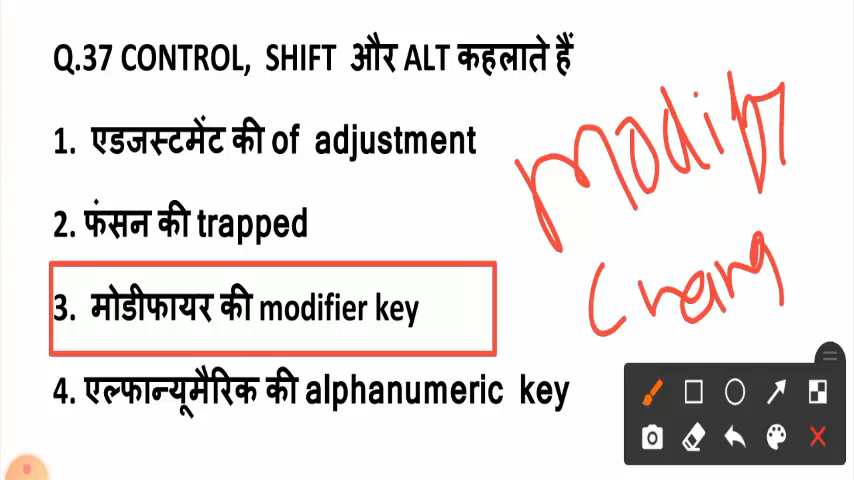 Q.37 CONTROL, SHIFT और ALT कहलाते हैं
1. एडजस्टमेंट की of adjustment
2. फंसन की trapped
3. मोडीफायर की modifier key
4. एल्फान्यूमैरिक की alphanumeric key